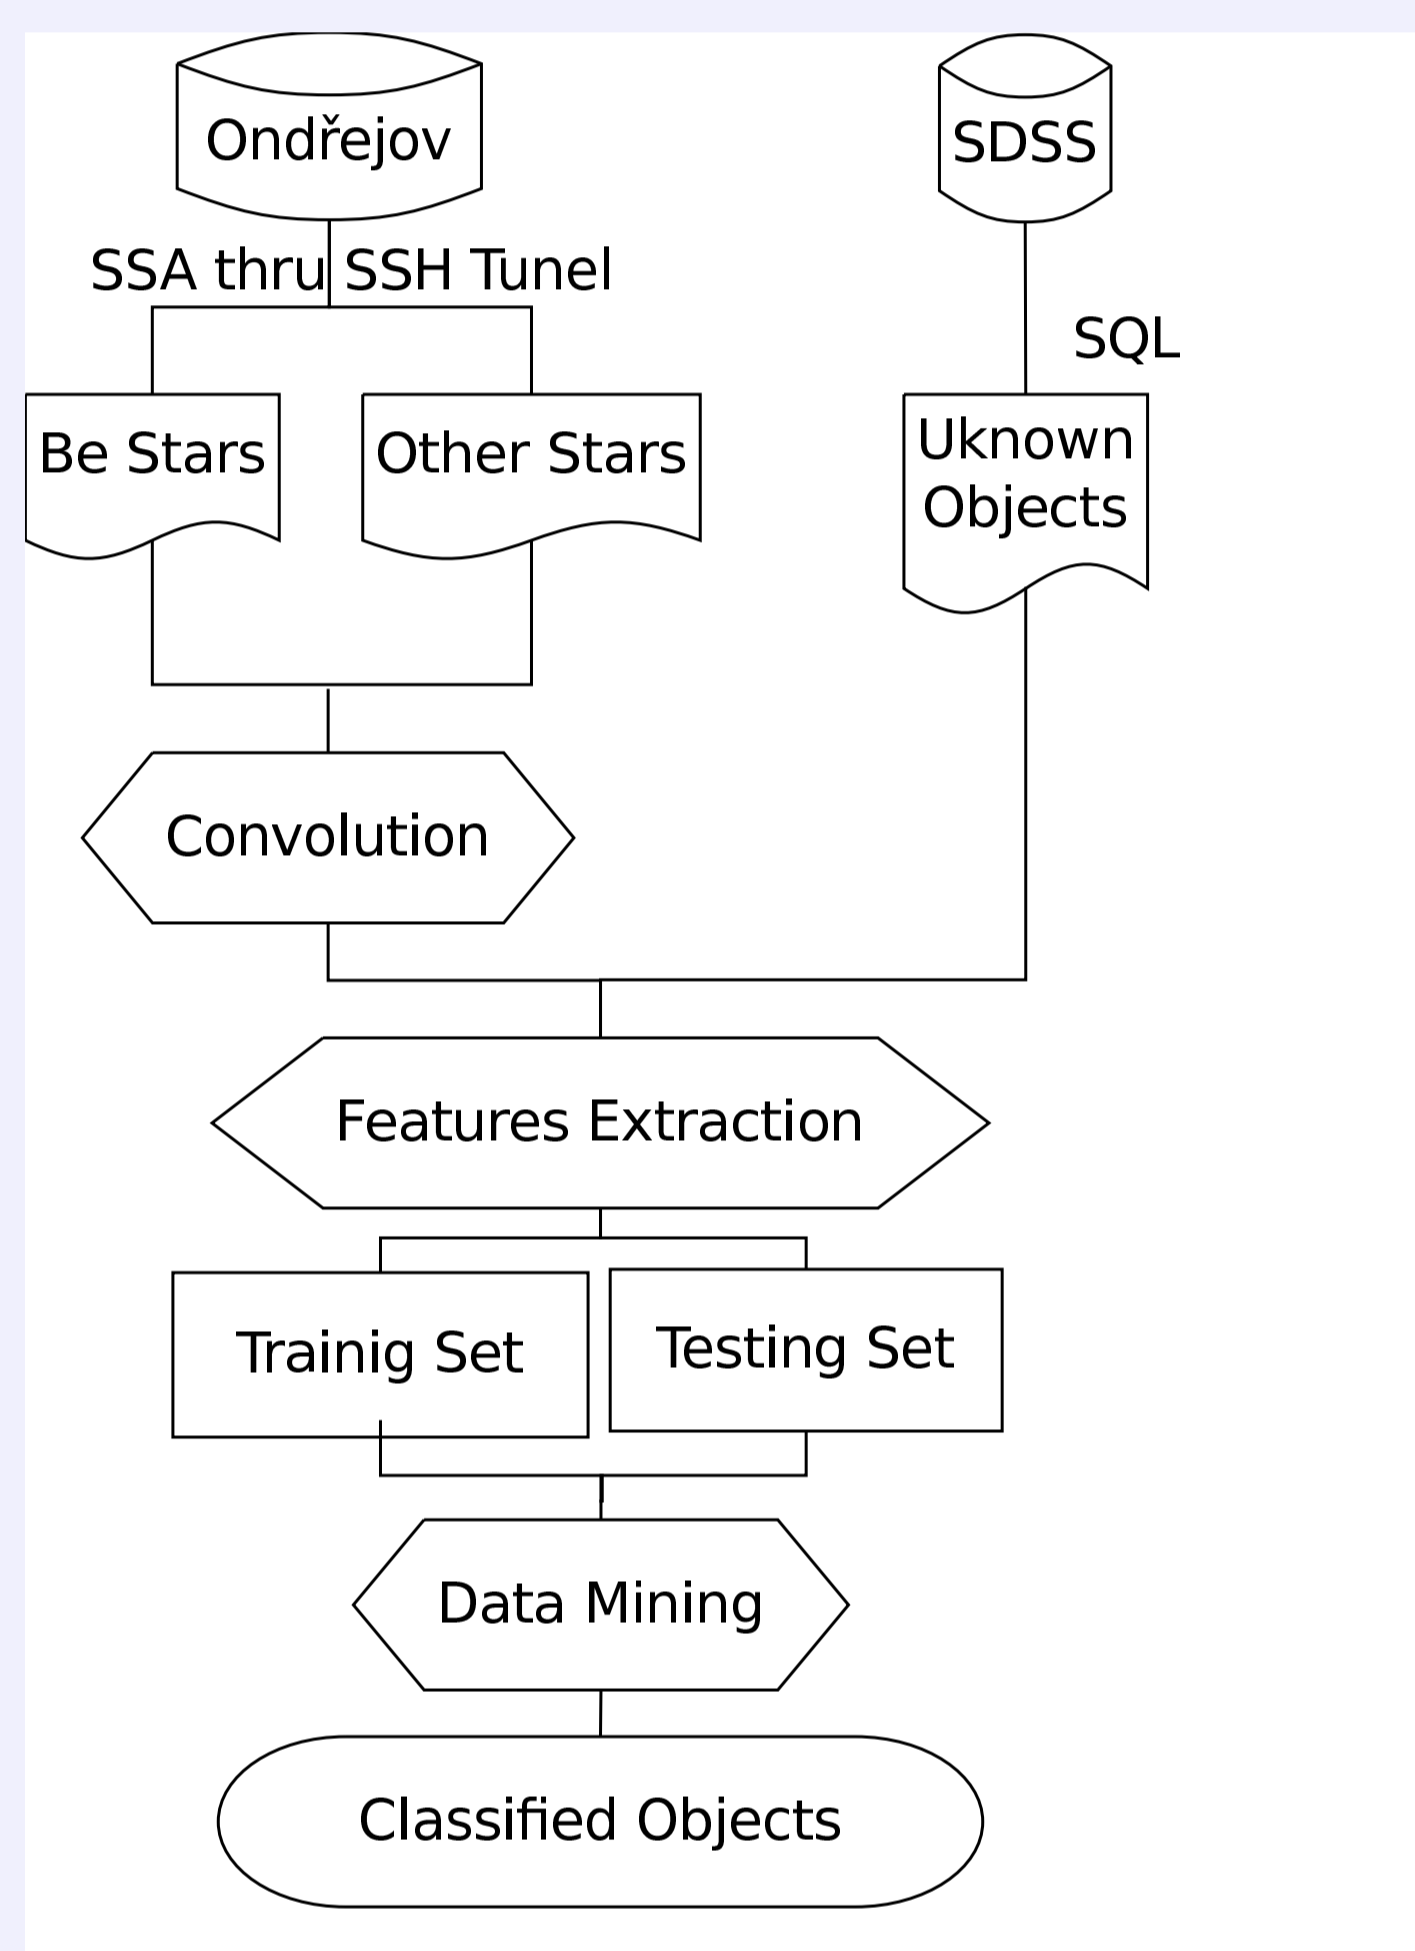 Ondřejov
SDSS
SSA thru SSH Tunel
SQL
Be Stars
Other Stars
Uknown
Objects
Convolution
Features Extraction
Trainig Set
Testing Set
Data Mining
Classified Objects